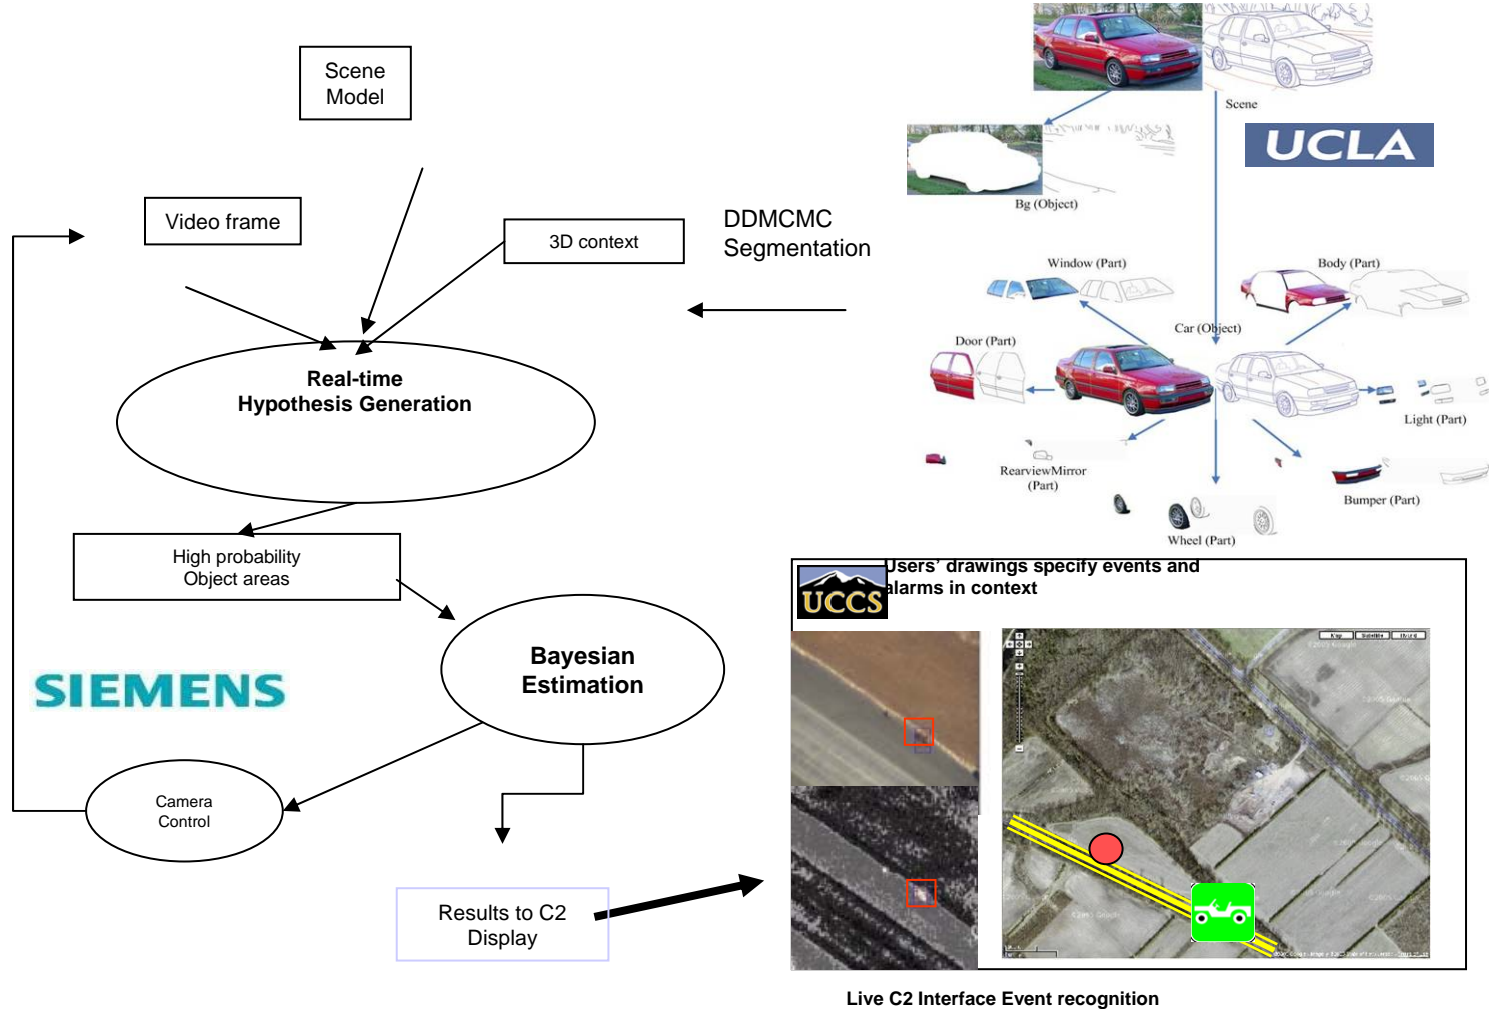 Scene
Model
Video frame
3D context
DDMCMC
Segmentation
Real-time
Hypothesis Generation
High probability
Object areas
Bayesian
Estimation
SIEMENS
Camera
Control
Results to C2
Display
Scene
UCLA
Bg (Object)
Window (Part)
Body (Part)
Car (Object)
Door (Part)
Light (Part)
RearviewMirror
(Part)
Bumper (Part)
Wheel (Part)
UCCS
Users' drawings specify events and
alarms in context
Map
Satellite
Live C2 Interface Event recognition